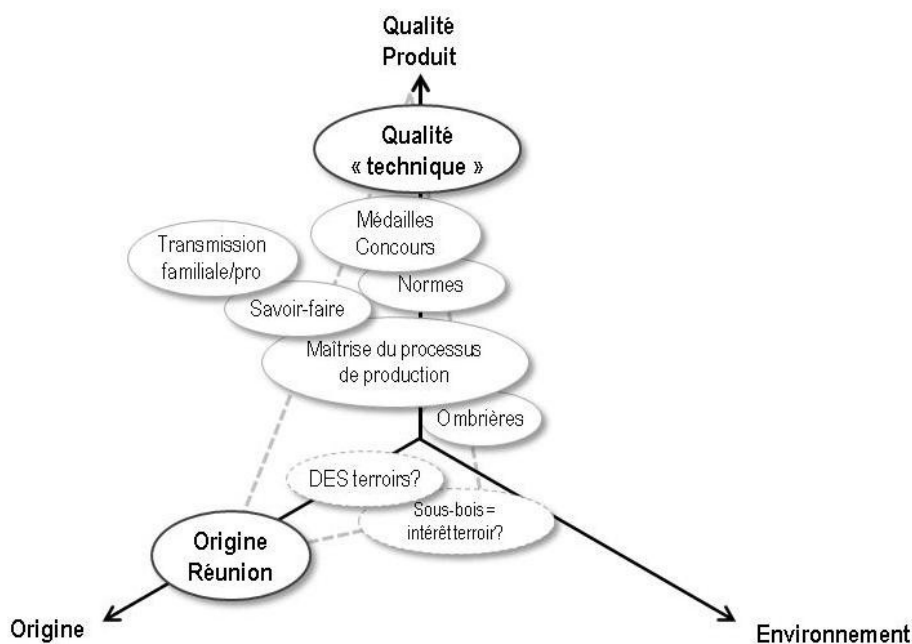 Qualité
Produit
Qualité
« technique »
Médailles
Concours
Transmission
familiale/pro
Normes
Savoir-faire
Maîtrise du processus
de production
Ombrières
DES terroirs?
Sous-bois =
intérêt terroir?
Origine
Réunion
Origine
Environnement